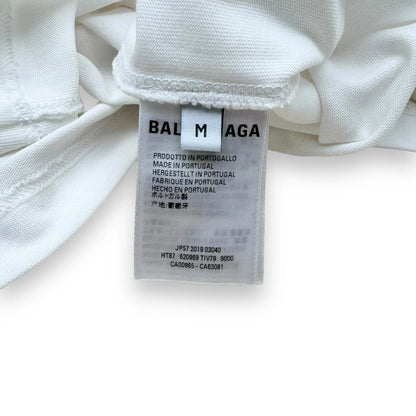 BAL M AGA
PRODOTTO IN PORTOGALLO
MADE IN PORTUGAL
HERGESTELLT IN PORTUGAL
FABRIQUE EN PORTUGAL
HECHO EN PORTUGAL
ポルトガル製
产地:葡萄牙
JP57 2019 03040
HT87 620969 TIV78 9000
CA00985 - CA63081